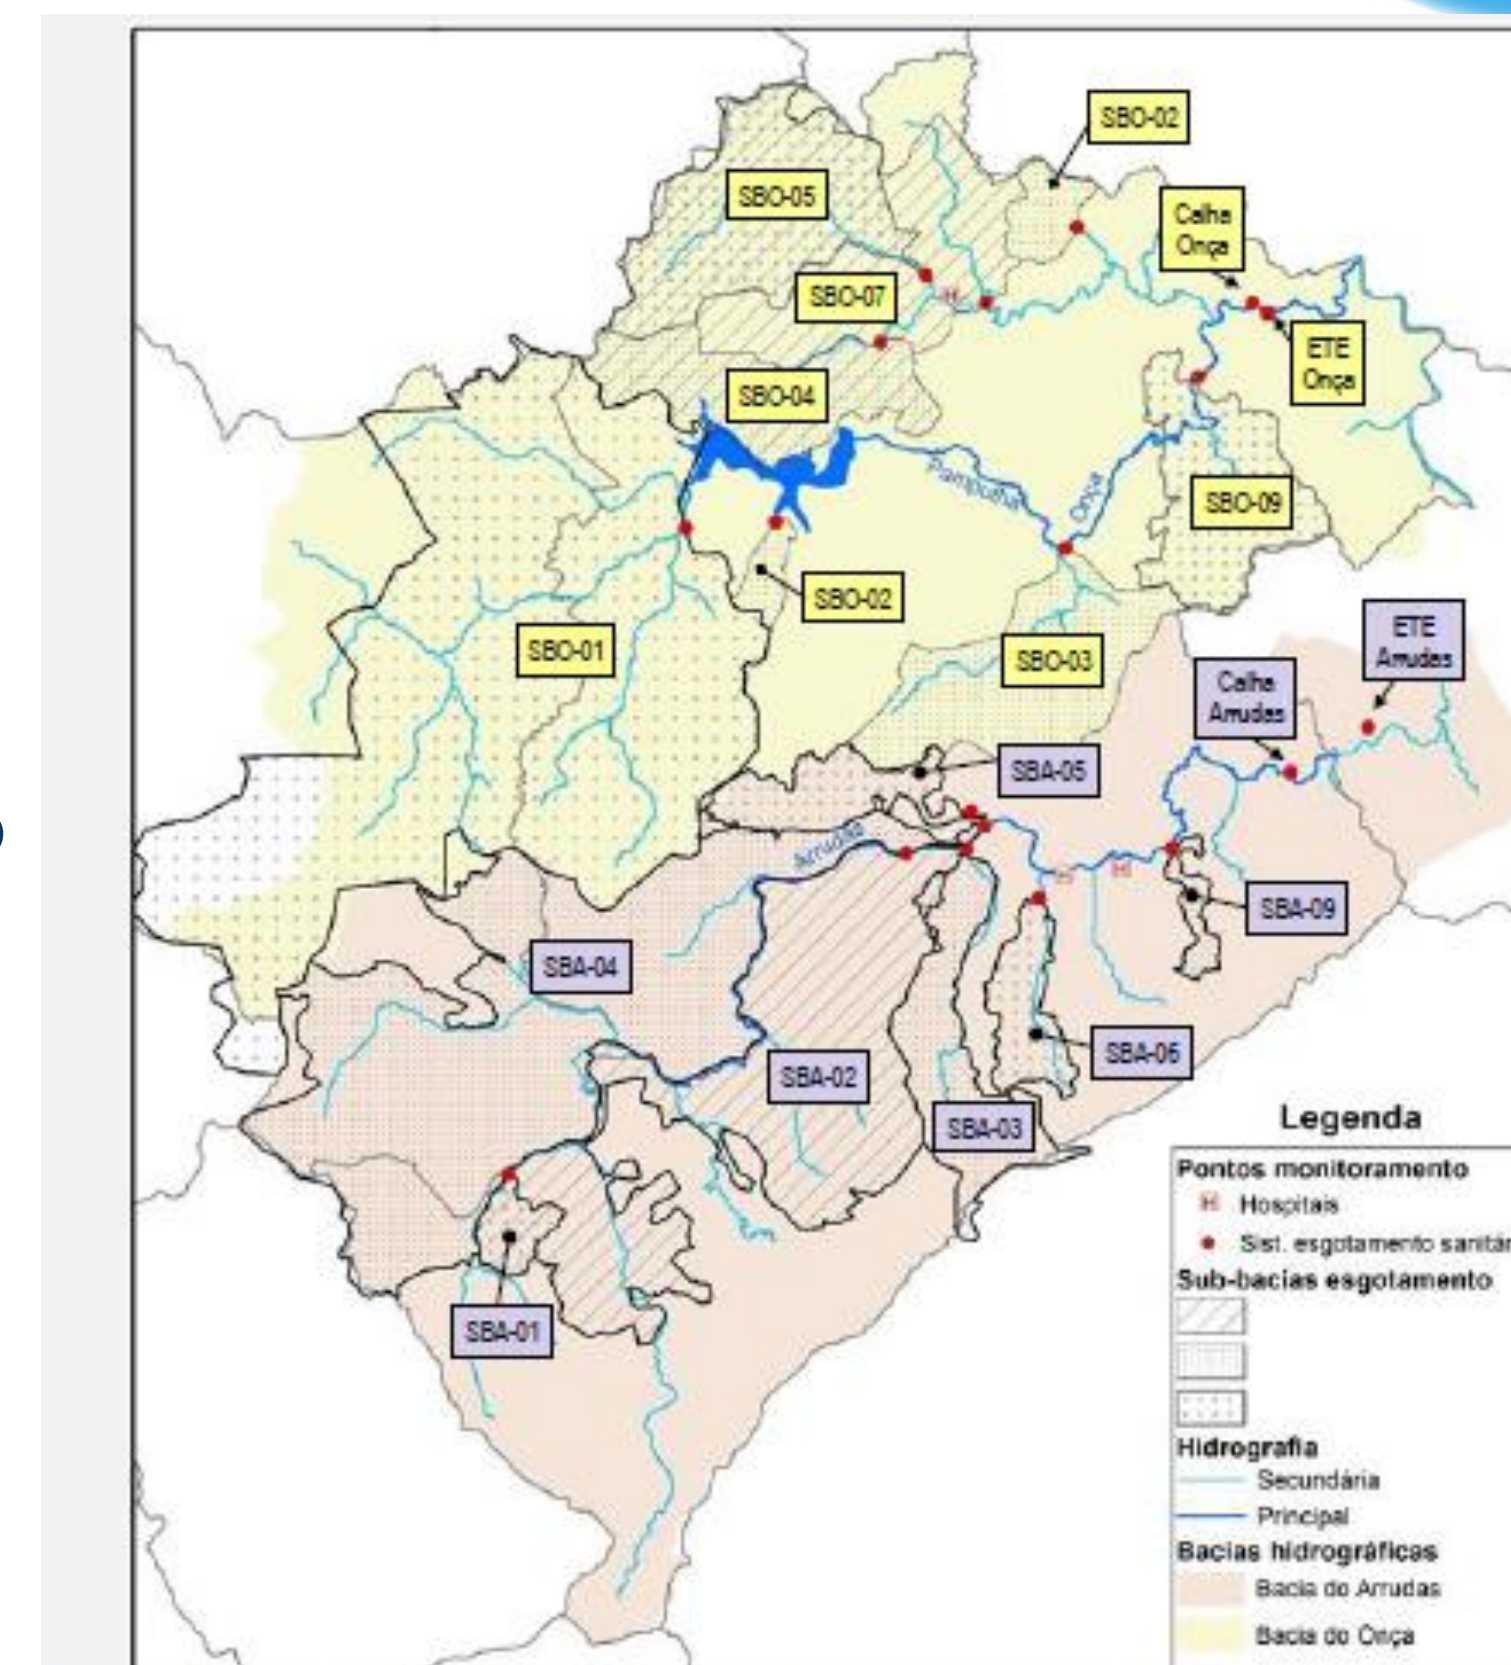 SBO-02
SBO-05
Calha
Onça
SBO-07
ETE
Onça
SBO-04
Pampulha
Onça
SBO-09
SBO-02
SBO-01
SBO-03
ETE
Arrudas
Calha
Arrudas
SBA-05
Arrudas
SBA-09
SBA-04
SBA-06
SBA-02
SBA-03
SBA-01
H
H
H
Legenda
Pontos monitoramento
H Hospitais
Sist. esgotamento sanitár
Sub-bacias esgotamento
Hidrografia
Secundária
Principal
Bacias hidrográficas
Bacia do Arrudas
Bacia do Onça